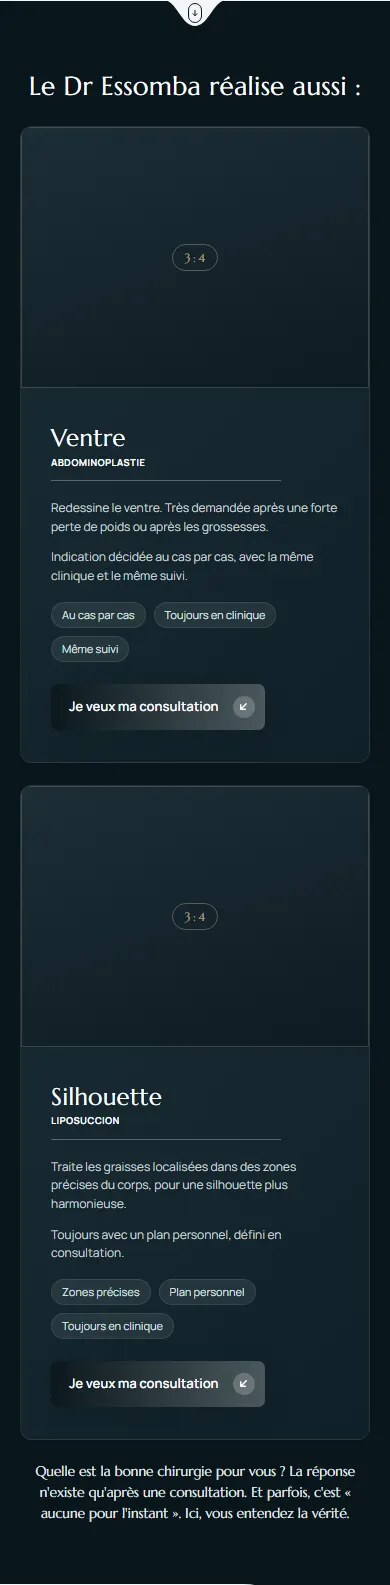 Le Dr Essomba réalise aussi :
3:4
Ventre
ABDOMINOPLASTIE
Redessine le ventre. Très demandée après une forte
perte de poids ou après les grossesses.
Indication décidée au cas par cas, avec la même
clinique et le même suivi.
Au cas par cas
Toujours en clinique
Même suivi
Je veux ma consultation
3:4
Silhouette
LIPOSUCCION
Traite les graisses localisées dans des zones
précises du corps, pour une silhouette plus
harmonieuse.
Toujours avec un plan personnel, défini en
consultation.
Zones précises
Plan personnel
Toujours en clinique
Je veux ma consultation
Quelle est la bonne chirurgie pour vous ? La réponse
n'existe qu'après une consultation. Et parfois, c'est «
aucune pour l'instant ». Ici, vous entendez la vérité.